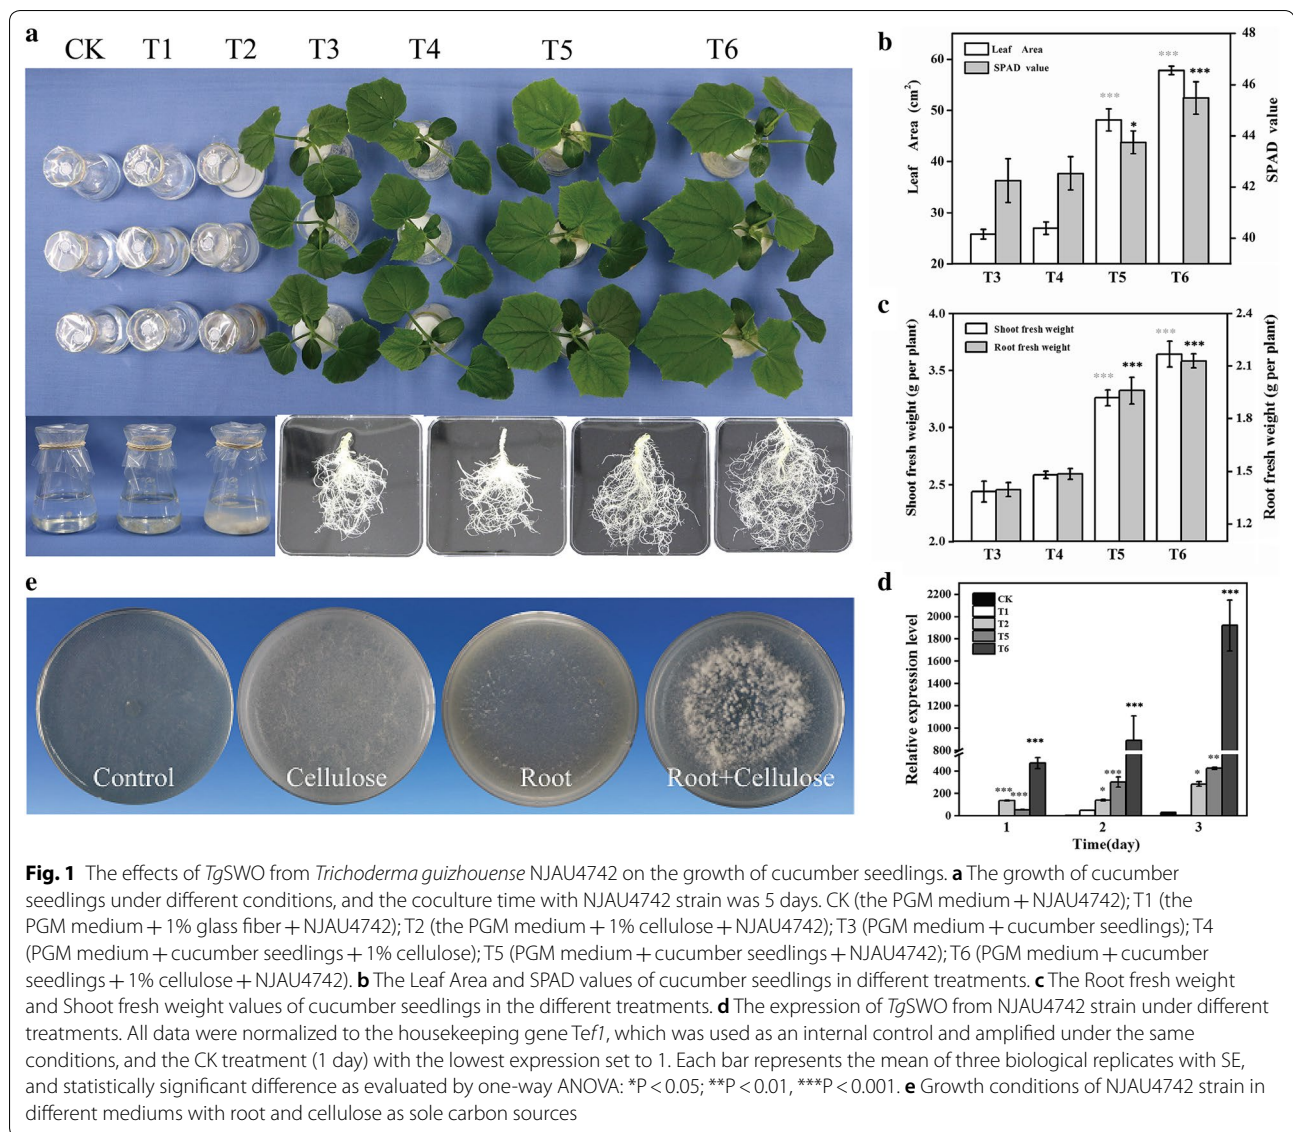 a
CK T1 T2 T3 T4 T5 T6
b
Leaf Area
SPAD value
Leaf Area (cm²)
60
50
40
30
20
SPAD value
48
46
44
42
40
***
***
***
*
T3 T4 T5 T6
c
Shoot fresh weight
Root fresh weight
Shoot fresh weight (g per plant)
4.0
3.5
3.0
2.5
2.0
Root fresh weight (g per plant)
2.4
2.1
1.8
1.5
1.2
***
***
***
***
T3 T4 T5 T6
e
Control Cellulose Root Root+Cellulose
d
CK
T1
T2
T5
T6
Relative expression level
2200
2000
1800
1600
1400
1200
1000
800
400
200
0
***
***
***
*
***
***
*
**
***
1 2 3
Time(day)
Fig. 1 The effects of TgSWO from Trichoderma guizhouense NJAU4742 on the growth of cucumber seedlings. a The growth of cucumber
seedlings under different conditions, and the coculture time with NJAU4742 strain was 5 days. CK (the PGM medium + NJAU4742); T1 (the
PGM medium + 1% glass fiber + NJAU4742); T2 (the PGM medium + 1% cellulose + NJAU4742); T3 (PGM medium + cucumber seedlings); T4
(PGM medium + cucumber seedlings + 1% cellulose); T5 (PGM medium + cucumber seedlings + NJAU4742); T6 (PGM medium + cucumber
seedlings + 1% cellulose + NJAU4742). b The Leaf Area and SPAD values of cucumber seedlings in different treatments. c The Root fresh weight
and Shoot fresh weight values of cucumber seedlings in the different treatments. d The expression of TgSWO from NJAU4742 strain under different
treatments. All data were normalized to the housekeeping gene Tef1, which was used as an internal control and amplified under the same
conditions, and the CK treatment (1 day) with the lowest expression set to 1. Each bar represents the mean of three biological replicates with SE,
and statistically significant difference as evaluated by one-way ANOVA: *P < 0.05; **P < 0.01, ***P < 0.001. e Growth conditions of NJAU4742 strain in
different mediums with root and cellulose as sole carbon sources